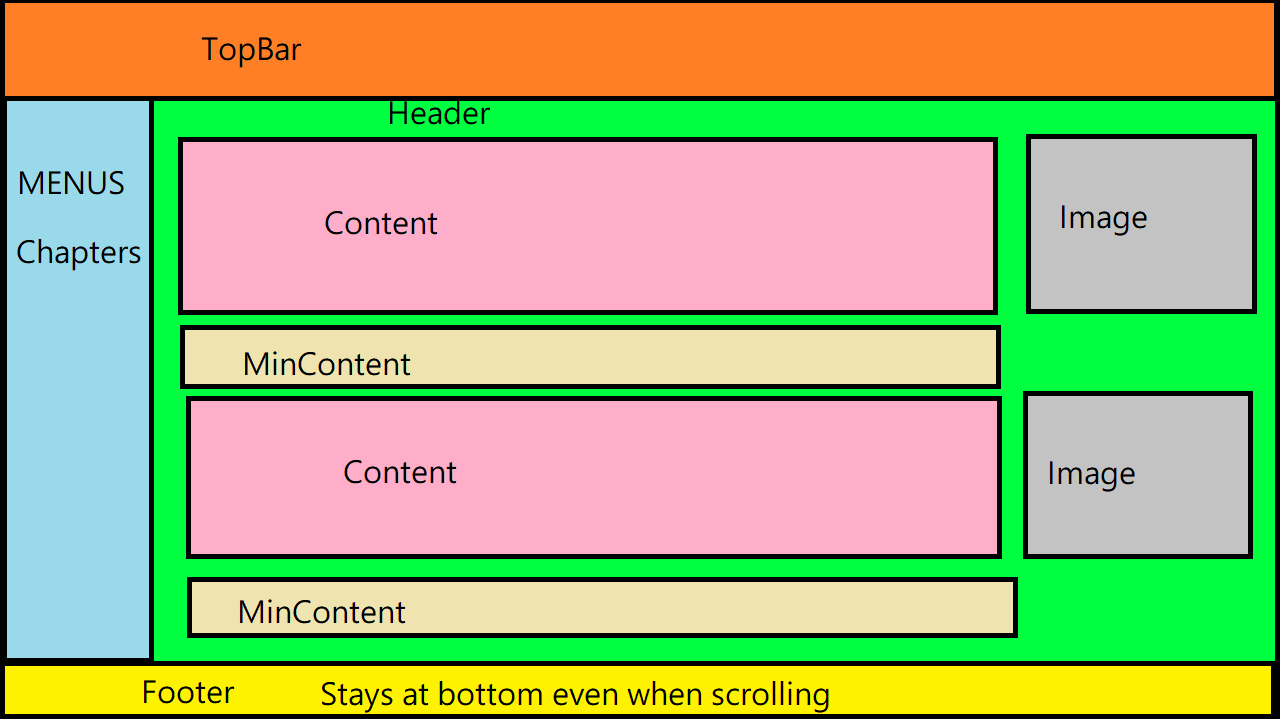 TopBar
Header
MENUS
Chapters
Content
Image
MinContent
Content
Image
MinContent
Footer Stays at bottom even when scrolling